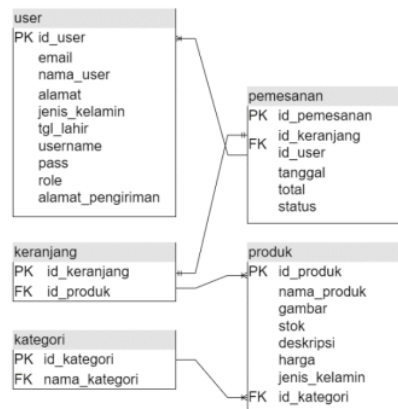 user
PK id_user
email
nama_user
alamat
jenis_kelamin
tgl_lahir
username
pass
role
alamat_pengiriman
pemesanan
PK id_pemesanan
id_keranjang
FK id_user
tanggal
total
status
keranjang
PK id_keranjang
FK id_produk
kategori
PK id_kategori
FK nama_kategori
produk
PK id_produk
nama_produk
gambar
stok
deskripsi
harga
jenis_kelamin
FK id_kategori